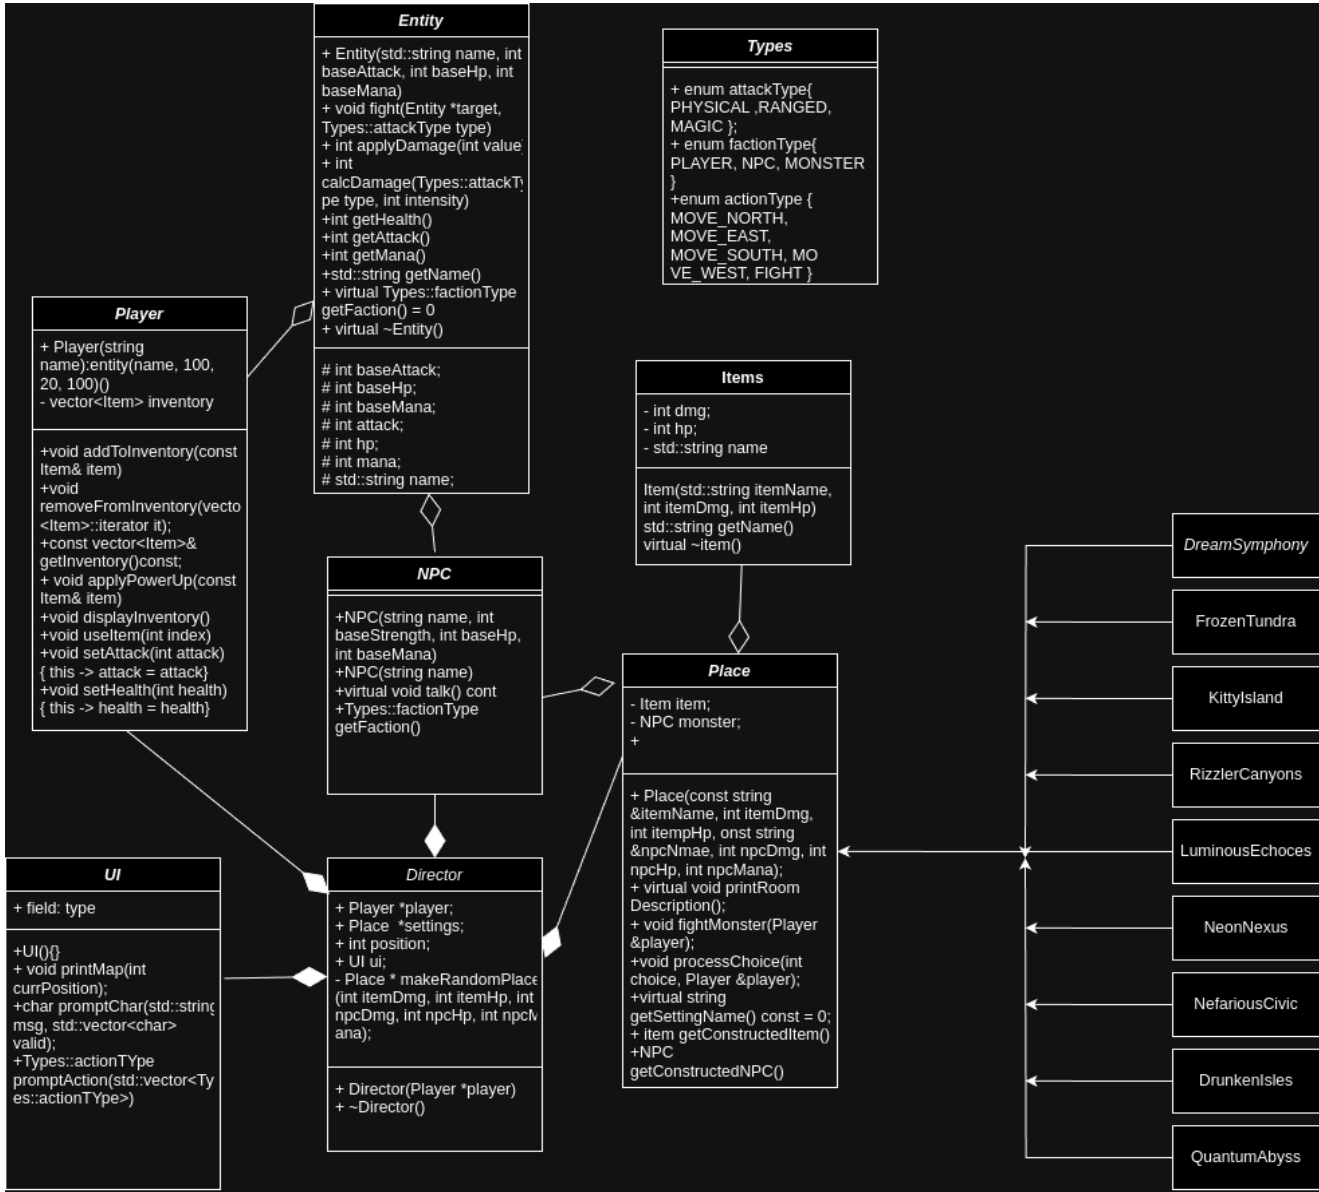 Entity
+ Entity(std::string name, int
baseAttack, int baseHp, int
baseMana)
+ void fight(Entity *target,
Types::attackType type)
+ int applyDamage(int value
+ int
calcDamage(Types::attackTy
pe type, int intensity)
+int getHealth()
+int getAttack()
+int getMana()
+std::string getName()
+ virtual Types::factionType
getFaction() = 0
+ virtual ~Entity()
# int baseAttack;
# int baseHp;
# int baseMana;
# int attack;
# int hp;
# int mana;
# std::string name;
Types
+ enum attackType{
PHYSICAL ,RANGED,
MAGIC };
+ enum factionType{
PLAYER, NPC, MONSTER
}
+enum actionType {
MOVE_NORTH,
MOVE_EAST,
MOVE_SOUTH, MO
VE_WEST, FIGHT }
Player
+ Player(string
name):entity(name, 100,
20, 100)()
- vector<Item> inventory
+void addToInventory(const
Item& item)
+void
removeFromInventory(vecto
<Item>::iterator it);
+const vector<Item>&
getInventory()const;
+ void applyPowerUp(const
Item& item)
+void displayInventory()
+void useItem(int index)
+void setAttack(int attack)
{ this -> attack = attack}
+void setHealth(int health)
{ this -> health = health}
Items
- int dmg;
- int hp;
- std::string name
Item(std::string itemName,
int itemDmg, int itemHp)
std::string getName()
virtual ~item()
NPC
+NPC(string name, int
baseStrength, int baseHp,
int baseMana)
+NPC(string name)
+virtual void talk() cont
+Types::factionType
getFaction()
Place
- Item item;
- NPC monster;
+
+ Place(const string
&itemName, int itemDmg,
int itempHp, onst string
&npcNmae, int npcDmg, int
npcHp, int npcMana);
+ virtual void printRoom
Description();
+ void fightMonster(Player
&player);
+void processChoice(int
choice, Player &player);
+virtual string
getSettingName() const = 0;
+ item getConstructedItem()
+NPC
getConstructedNPC()
UI
+ field: type
+UI(){}
+ void printMap(int
currPosition);
+char promptChar(std::string
msg, std::vector<char>
valid);
+Types::actionTYpe
promptAction(std::vector<Ty
es::actionTYpe>)
Director
+ Player *player;
+ Place  *settings;
+ int position;
+ UI ui;
- Place * makeRandomPlace
(int itemDmg, int itemHp, int
npcDmg, int npcHp, int npcM
ana);
+ Director(Player *player)
+ ~Director()
DreamSymphony
FrozenTundra
KittyIsland
RizzlerCanyons
LuminousEchoces
NeonNexus
NefariousCivic
DrunkenIsles
QuantumAbyss